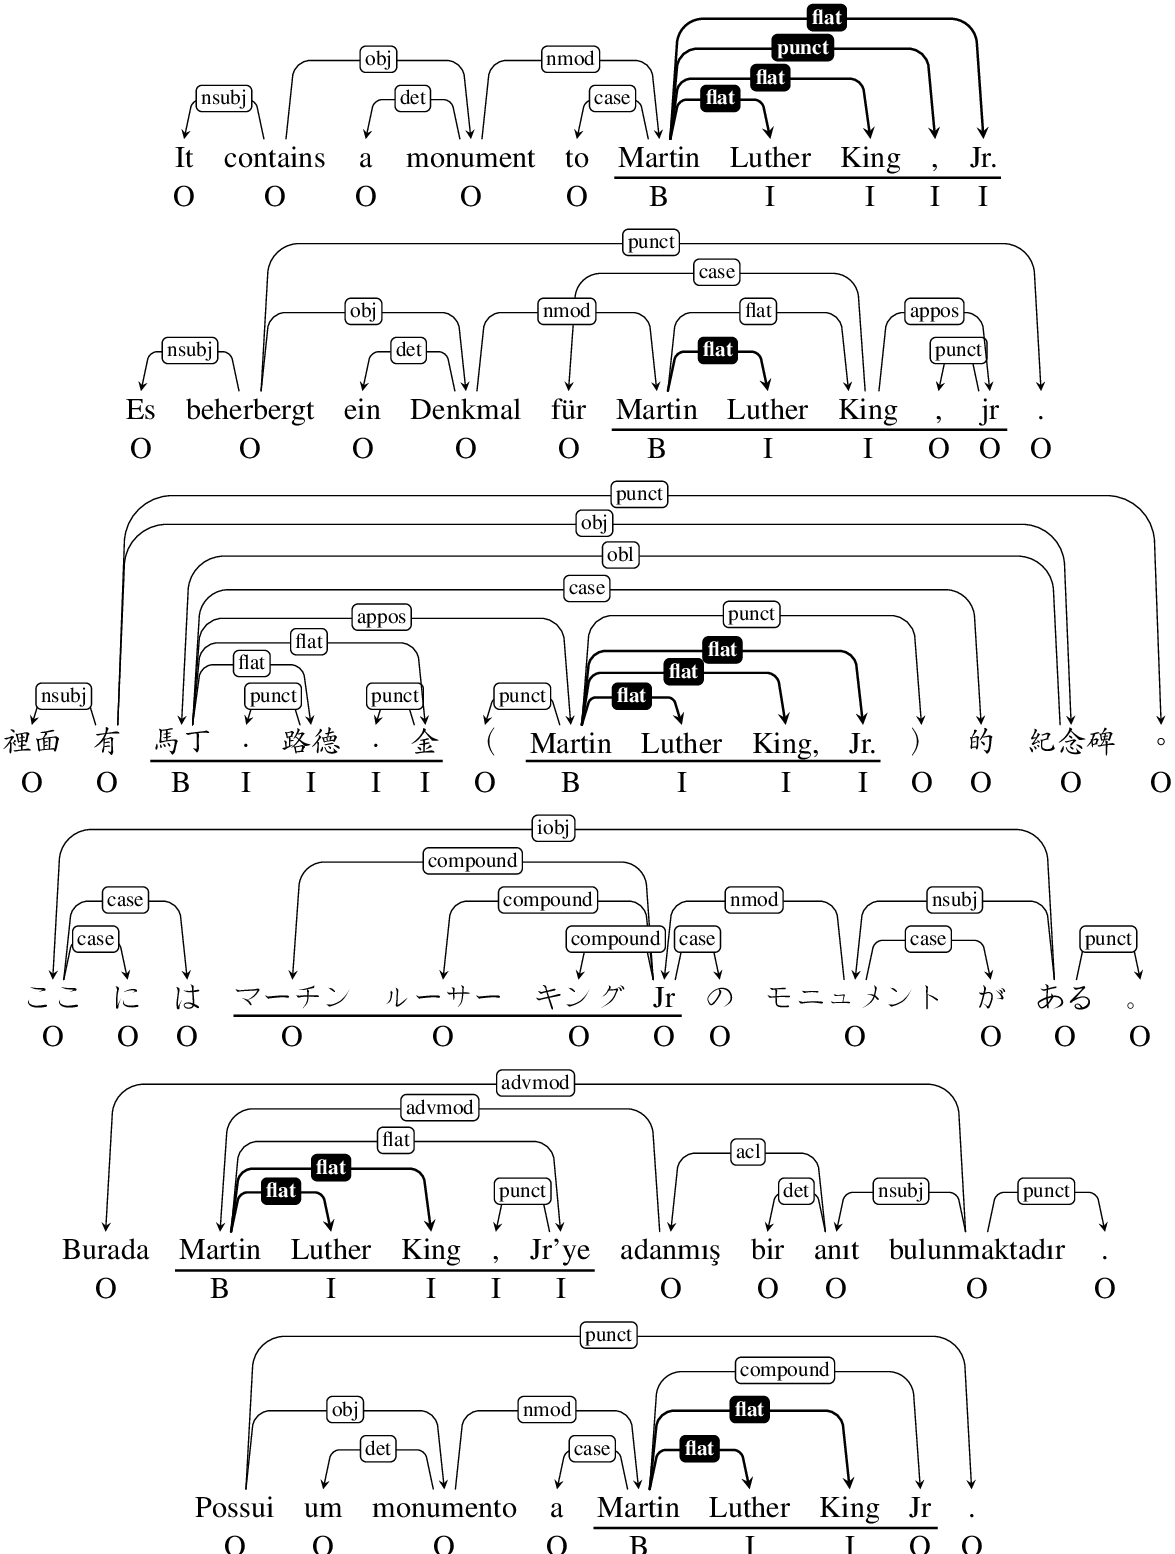 flat
punct
obj nmod flat
nsubj det case flat
It contains a monument to Martin Luther King , Jr.
O O O O O B I I I I
punct
case
obj nmod flat appos
nsubj det flat punct
Es beherbergt ein Denkmal für Martin Luther King , jr .
O O O O O B I I O O O
punct
obj
obl
case
appos punct
flat flat
flat flat
nsubj punct punct punct flat
裡面 有 馬丁 · 路德 · 金 ( Martin Luther King, Jr. ) 的 紀念碑 。
O O B I I I I O B I I I O O O O
iobj
compound
case compound nmod nsubj
case compound case case punct
ここ に は マーチン ルーサー キング Jr の モニュメント が ある 。
O O O O O O O O O O O O
advmod
advmod
flat acl
flat
flat punct det nsubj punct
Burada Martin Luther King , Jr'ye adanmış bir anıt bulunmaktadır .
O B I I I I O O O O O
punct
compound
obj nmod flat
det case flat
Possui um monumento a Martin Luther King Jr .
O O O O B I I O O